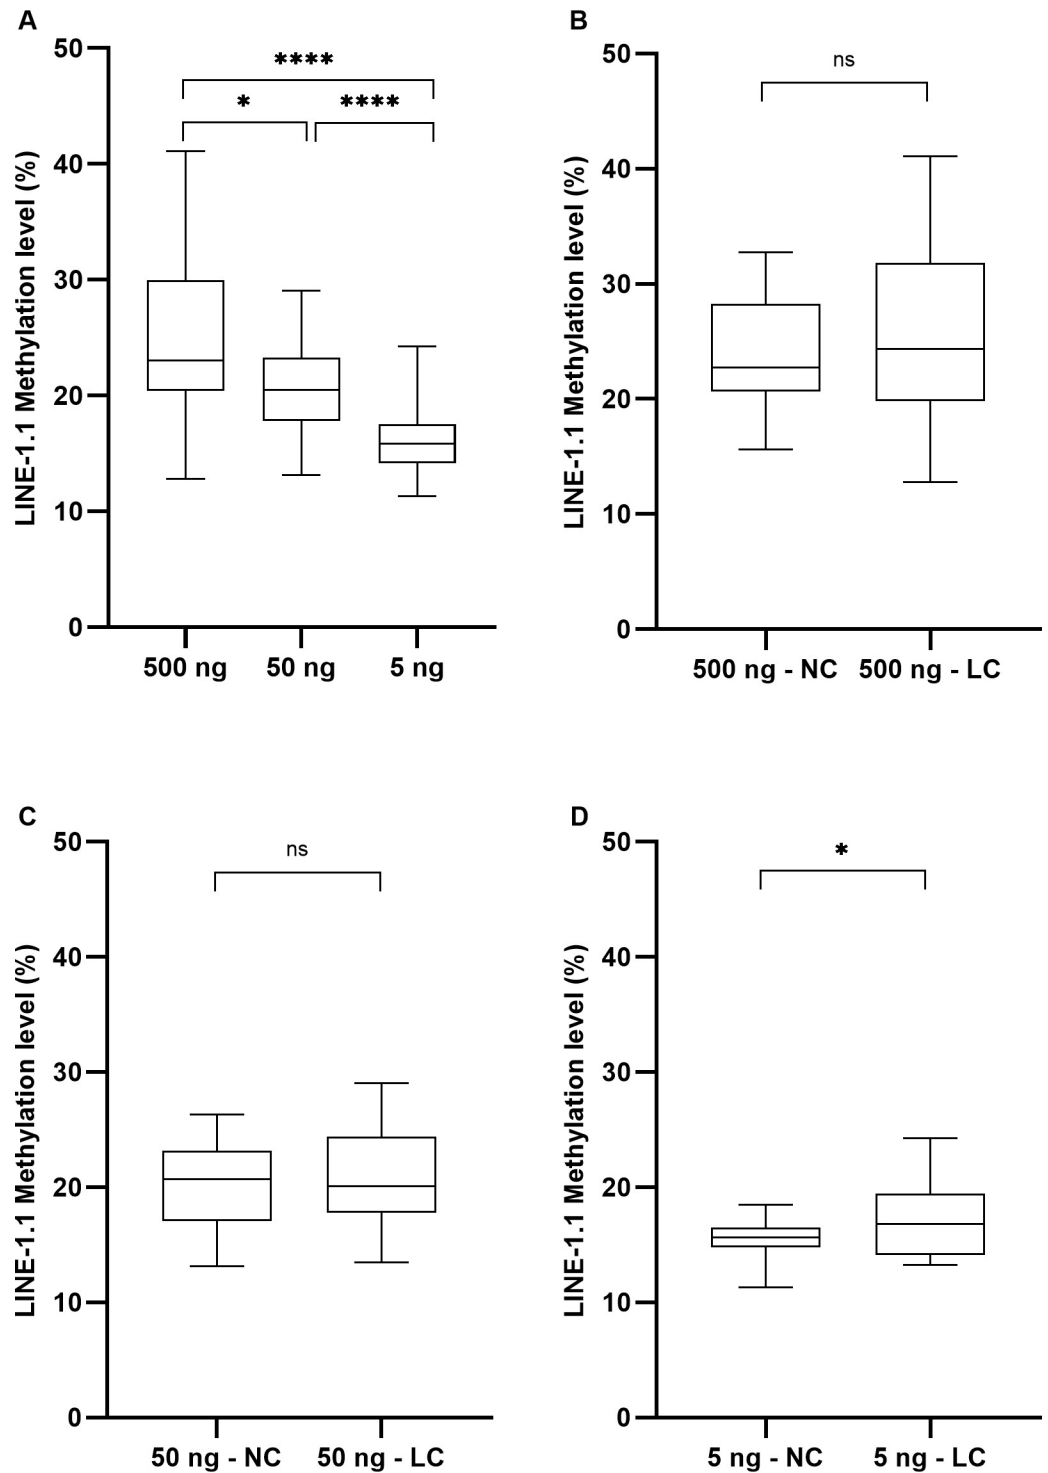 A
LINE-1.1 Methylation level (%)
50
40
30
20
10
0
****
* ****
500 ng 50 ng 5 ng
B
LINE-1.1 Methylation level (%)
50
40
30
20
10
0
ns
500 ng - NC 500 ng - LC
C
LINE-1.1 Methylation level (%)
50
40
30
20
10
0
ns
50 ng - NC 50 ng - LC
D
LINE-1.1 Methylation level (%)
50
40
30
20
10
0
*
5 ng - NC 5 ng - LC